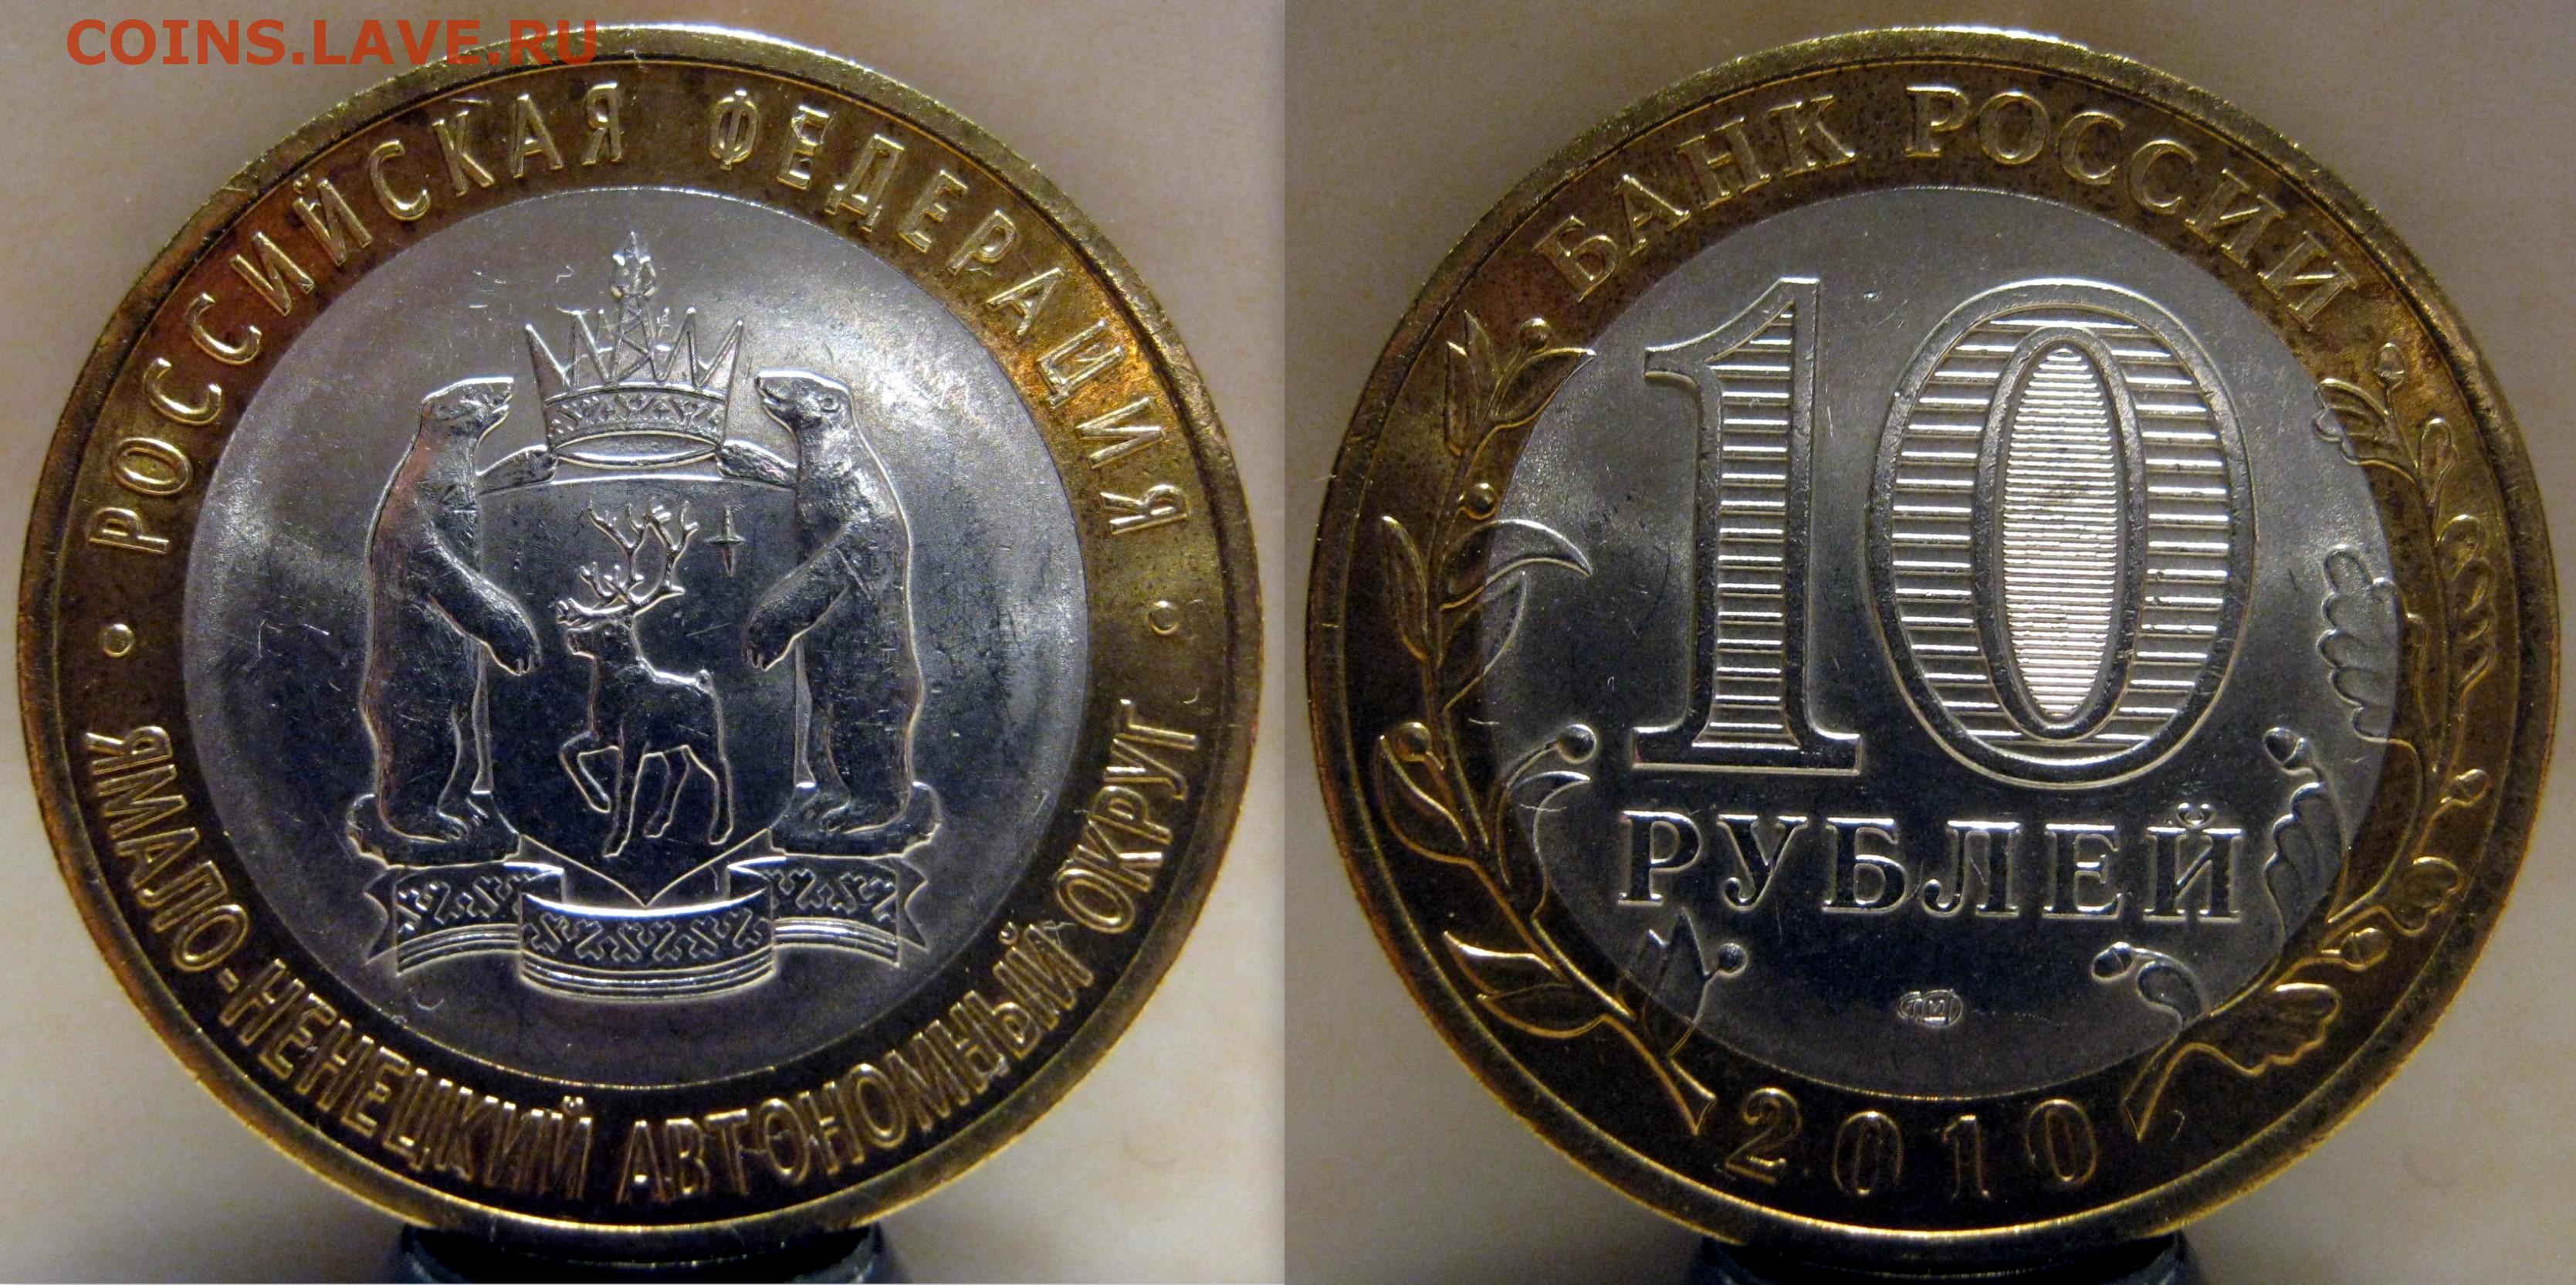 COINS.LAVE.RU
РОССИЙСКАЯ ФЕДЕРАЦИЯ
ЯМАЛО-НЕНЕЦКИЙ АВТОНОМНЫЙ ОКРУГ
БАНК РОССИИ
10
РУБЛЕЙ
2010